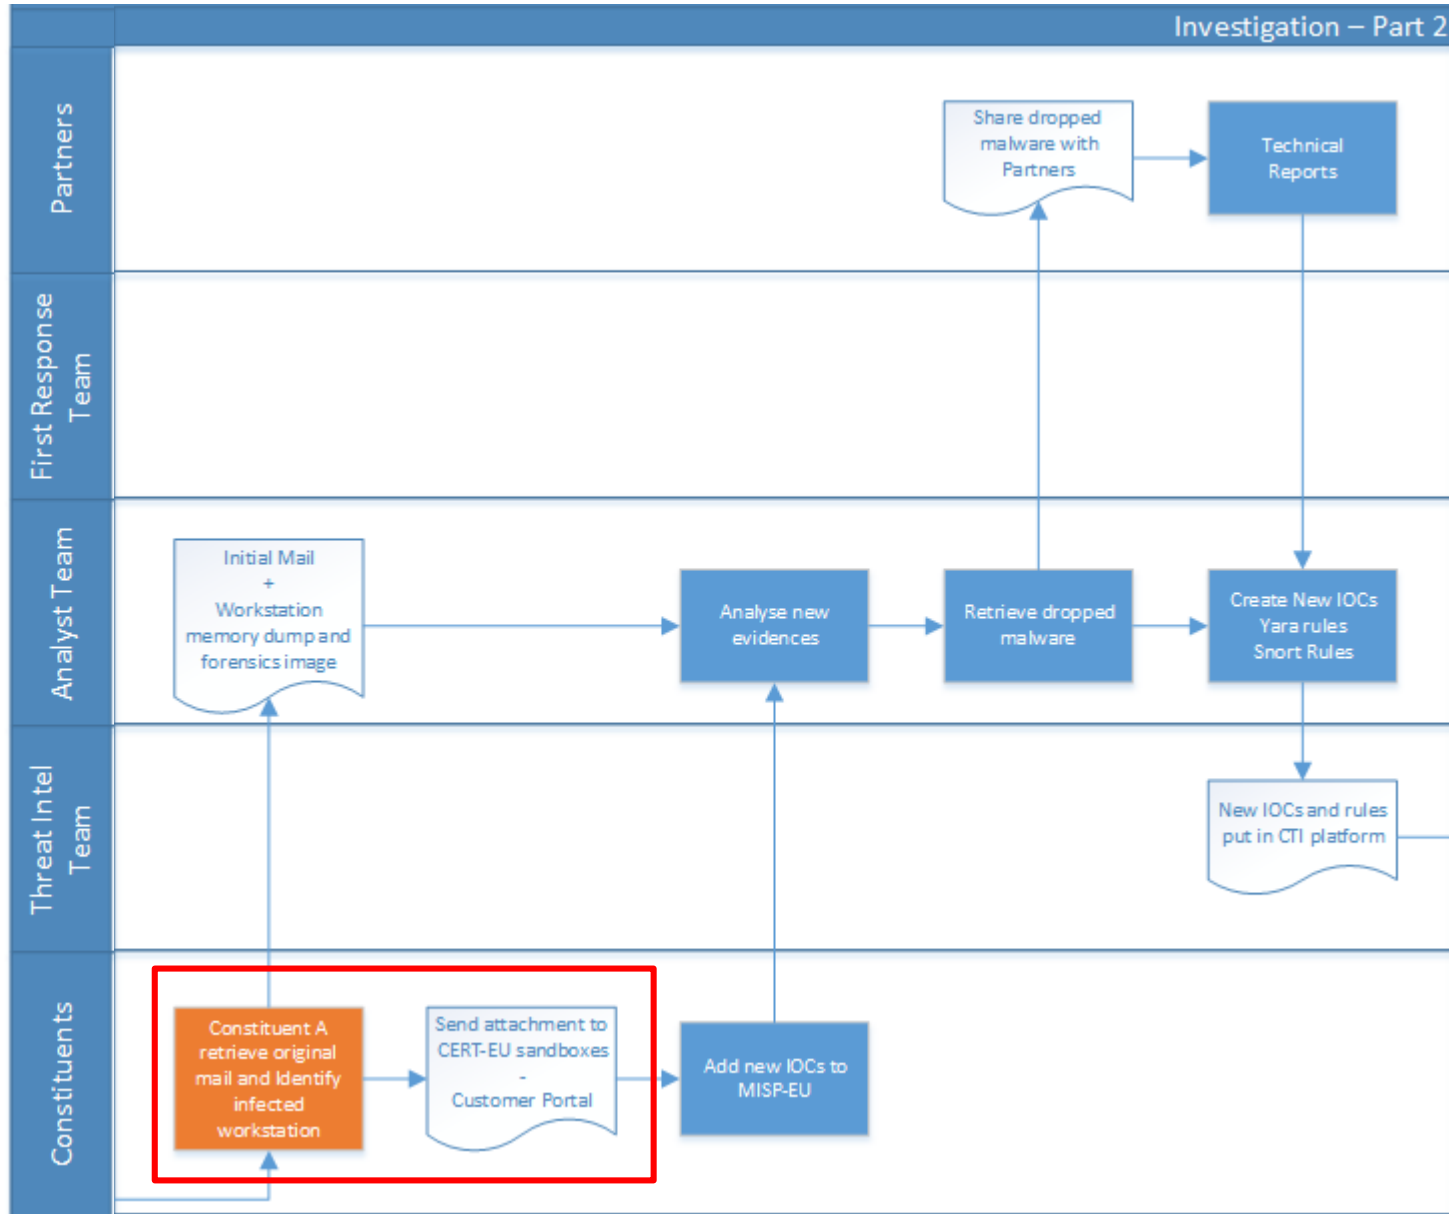 Investigation – Part 2
Partners
Share dropped
malware with
Partners
Technical
Reports
First Response
Team
Analyst Team
Initial Mail
+
Workstation
memory dump and
forensics image
Analyse new
evidences
Retrieve dropped
malware
Create New IOCs
Yara rules
Snort Rules
Threat Intel
Team
New IOCs and rules
put in CTI platform
Constituents
Constituent A
retrieve original
mail and Identify
infected
workstation
Send attachment to
CERT-EU sandboxes
-
Customer Portal
Add new IOCs to
MISP-EU